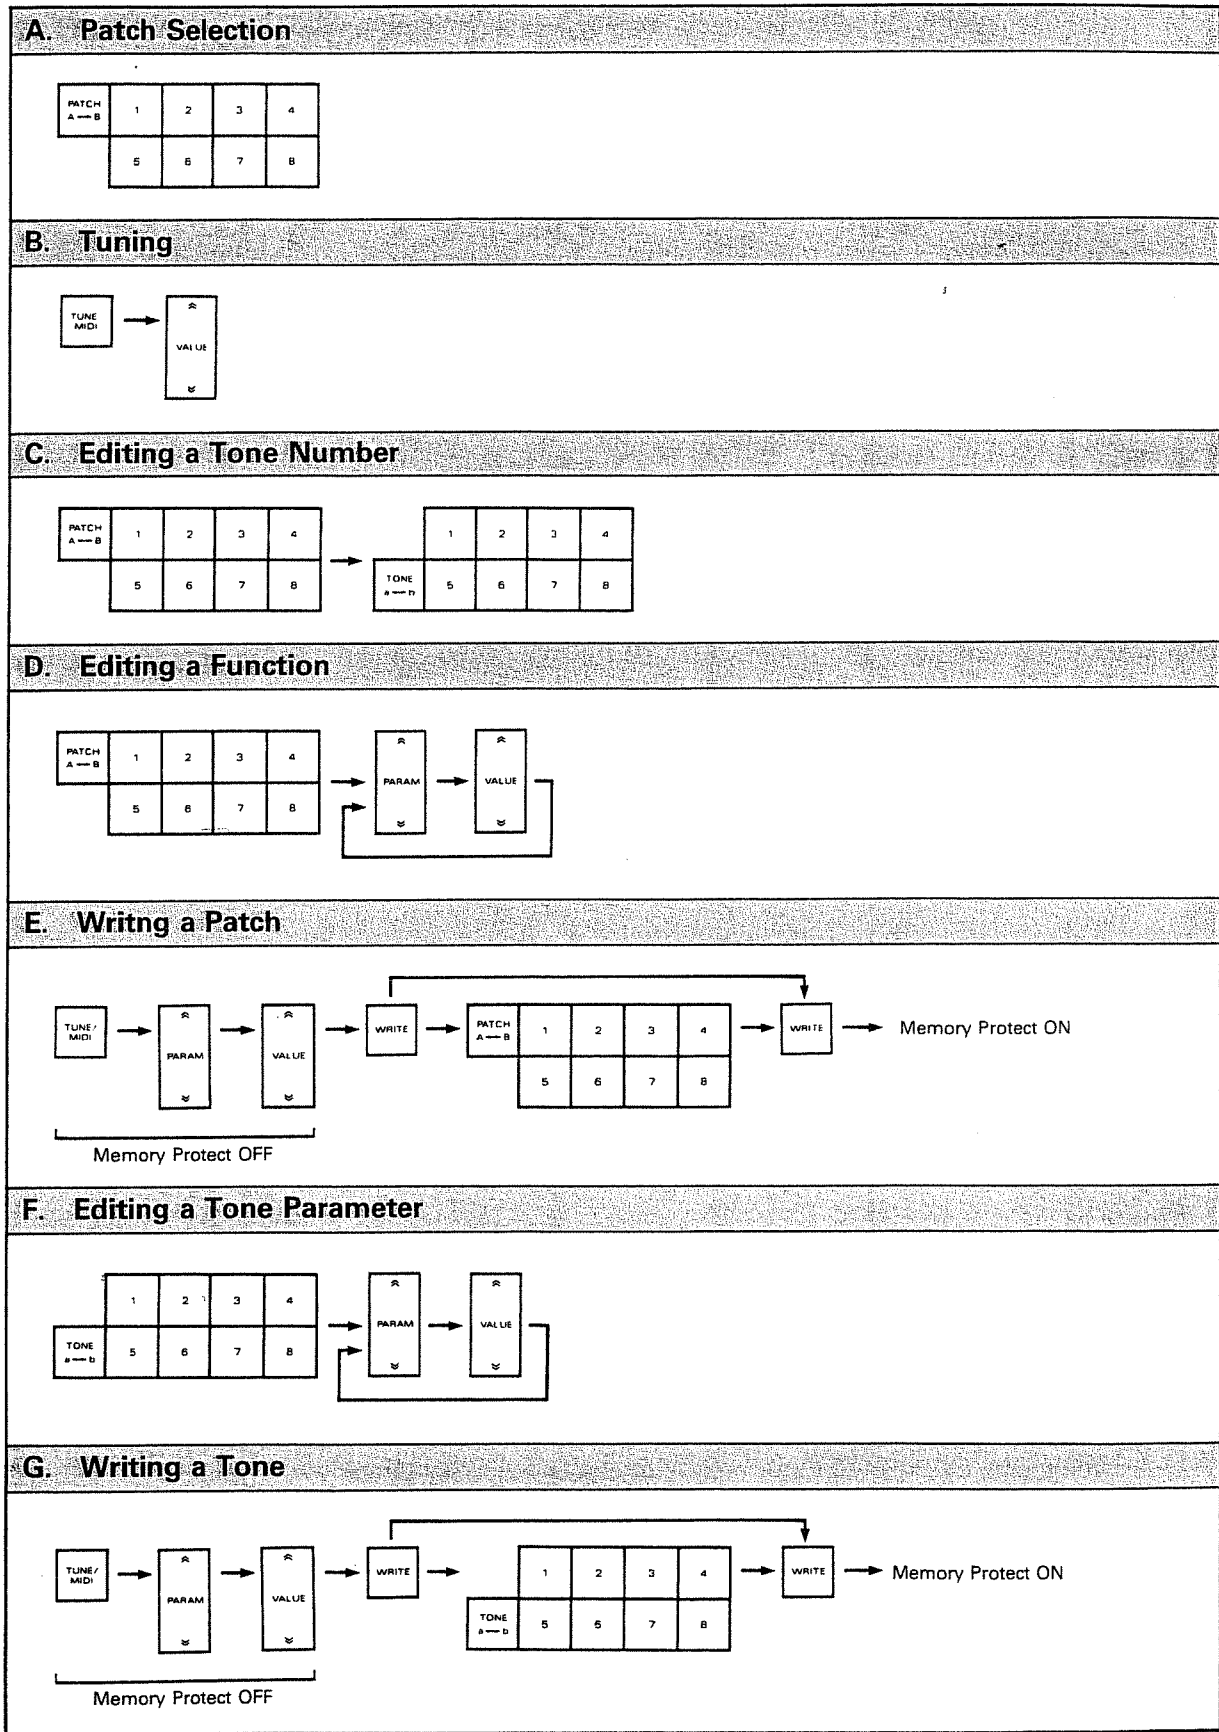 A. Patch Selection
PATCH 1 2 3 4
A — B
5 6 7 8
B. Tuning
TUNE
MIDI
VALUE
C. Editing a Tone Number
PATCH 1 2 3 4 1 2 3 4
A — B
5 6 7 8 TONE 5 6 7 8
a — b
D. Editing a Function
PATCH 1 2 3 4
A — B
PARAM VALUE
5 6 7 8
E. Writng a Patch
TUNE/ WRITE PATCH 1 2 3 4 WRITE Memory Protect ON
MIDI A — B
PARAM VALUE
5 6 7 8
Memory Protect OFF
F. Editing a Tone Parameter
1 2 3 4
PARAM VALUE
TONE 5 6 7 8
a — b
G. Writing a Tone
TUNE/ WRITE 1 2 3 4 WRITE Memory Protect ON
MIDI
PARAM VALUE
TONE 5 6 7 8
a — b
Memory Protect OFF